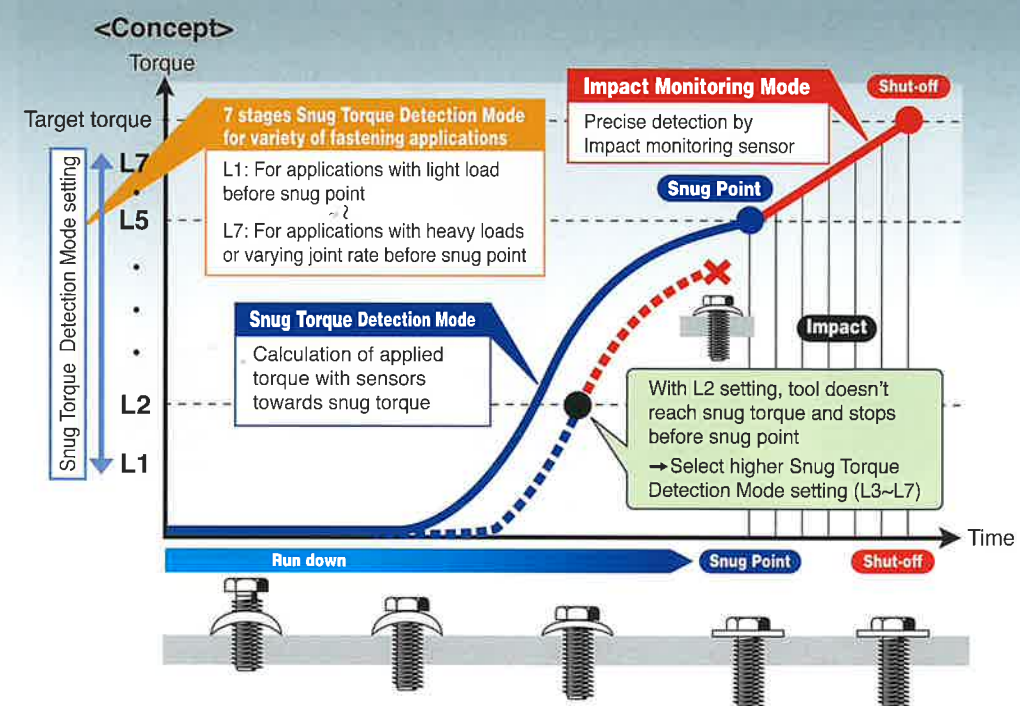 <Concept>
Torque
Target torque
L7
L5
L2
L1
Snug Torque Detection Mode setting
7 stages Snug Torque Detection Mode
for variety of fastening applications
L1: For applications with light load
before snug point
~
L7: For applications with heavy loads
or varying joint rate before snug point
Impact Monitoring Mode
Precise detection by
Impact monitoring sensor
Shut-off
Snug Point
Snug Torque Detection Mode
Calculation of applied
torque with sensors
towards snug torque
Impact
With L2 setting, tool doesn't
reach snug torque and stops
before snug point
→Select higher Snug Torque
Detection Mode setting (L3~L7)
Time
Run down
Snug Point
Shut-off